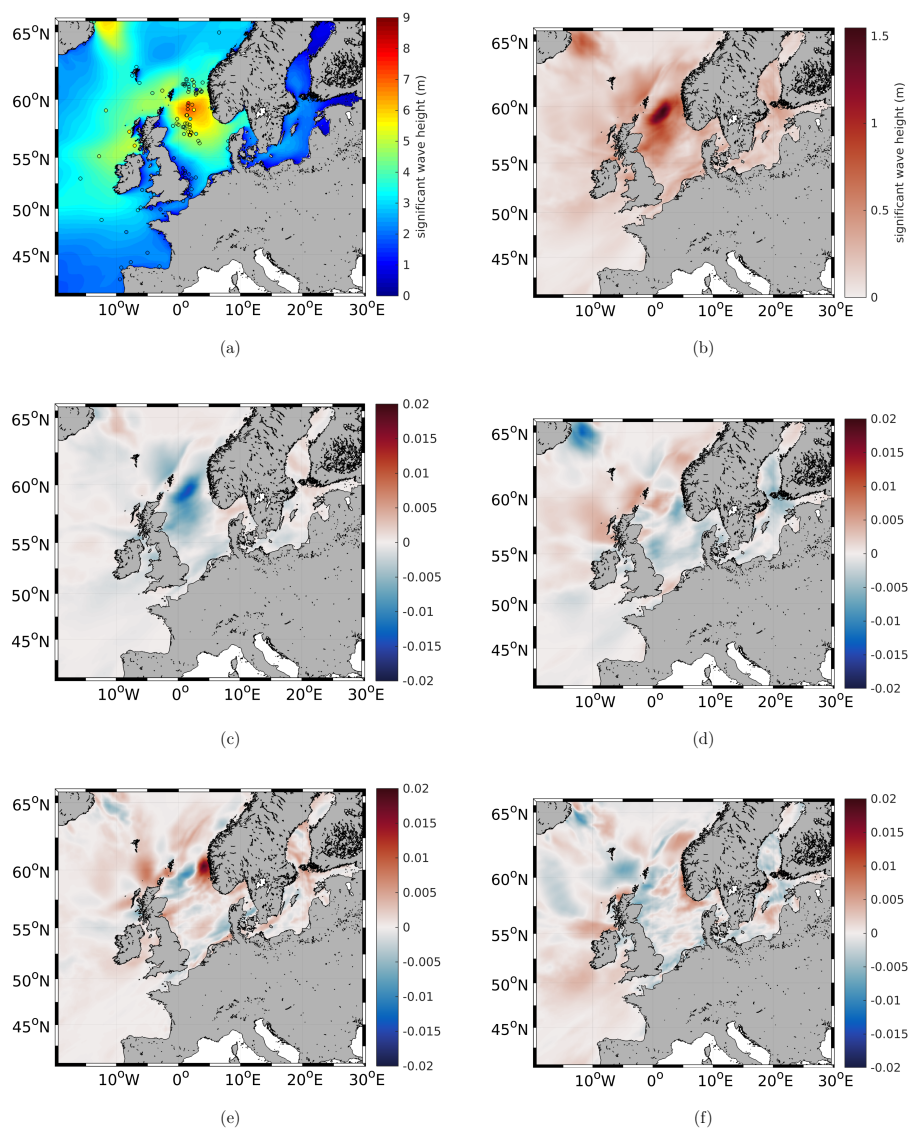 65°N
60°N
55°N
50°N
45°N
10°W 0° 10°E 20°E 30°E
9
8
7
6
5
4
3
2
1
0
significant wave height (m)
(a)
65°N
60°N
55°N
50°N
45°N
10°W 0° 10°E 20°E 30°E
1.5
1
0.5
0
significant wave height (m)
(b)
65°N
60°N
55°N
50°N
45°N
10°W 0° 10°E 20°E 30°E
0.02
0.015
0.01
0.005
0
-0.005
-0.01
-0.015
-0.02
(c)
65°N
60°N
55°N
50°N
45°N
10°W 0° 10°E 20°E 30°E
0.02
0.015
0.01
0.005
0
-0.005
-0.01
-0.015
-0.02
(d)
65°N
60°N
55°N
50°N
45°N
10°W 0° 10°E 20°E 30°E
0.02
0.015
0.01
0.005
0
-0.005
-0.01
-0.015
-0.02
(e)
65°N
60°N
55°N
50°N
45°N
10°W 0° 10°E 20°E 30°E
0.02
0.015
0.01
0.005
0
-0.005
-0.01
-0.015
-0.02
(f)